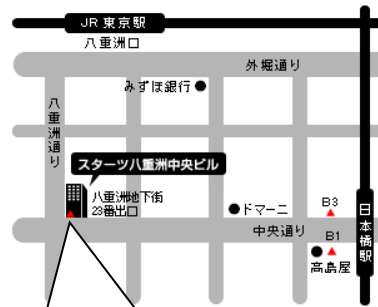 JR 東京駅
八重洲口
外堀通り
みずほ銀行
八重洲通り
スターツ八重洲中央ビル
八重洲地下街
23番出口
ドマーニ
B3
中央通り
B1
高島屋
日本橋駅